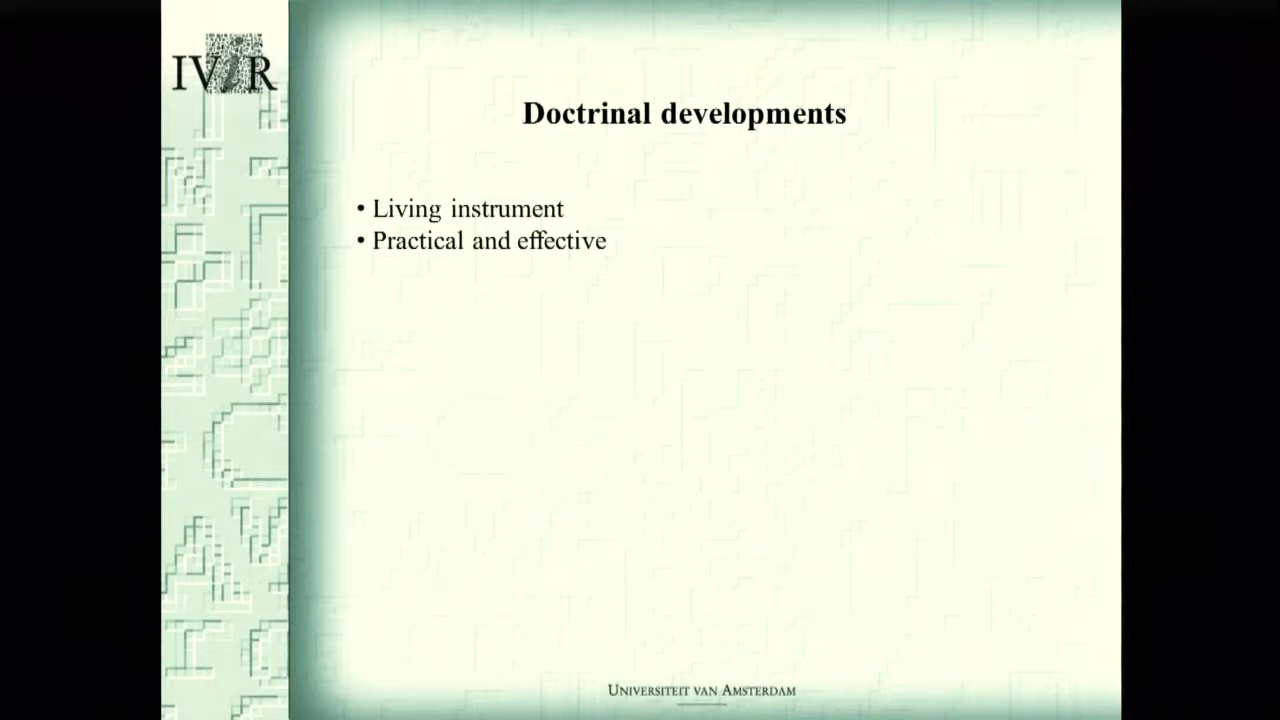 IViR
Doctrinal developments
• Living instrument
• Practical and effective
UNIVERSITEIT VAN AMSTERDAM